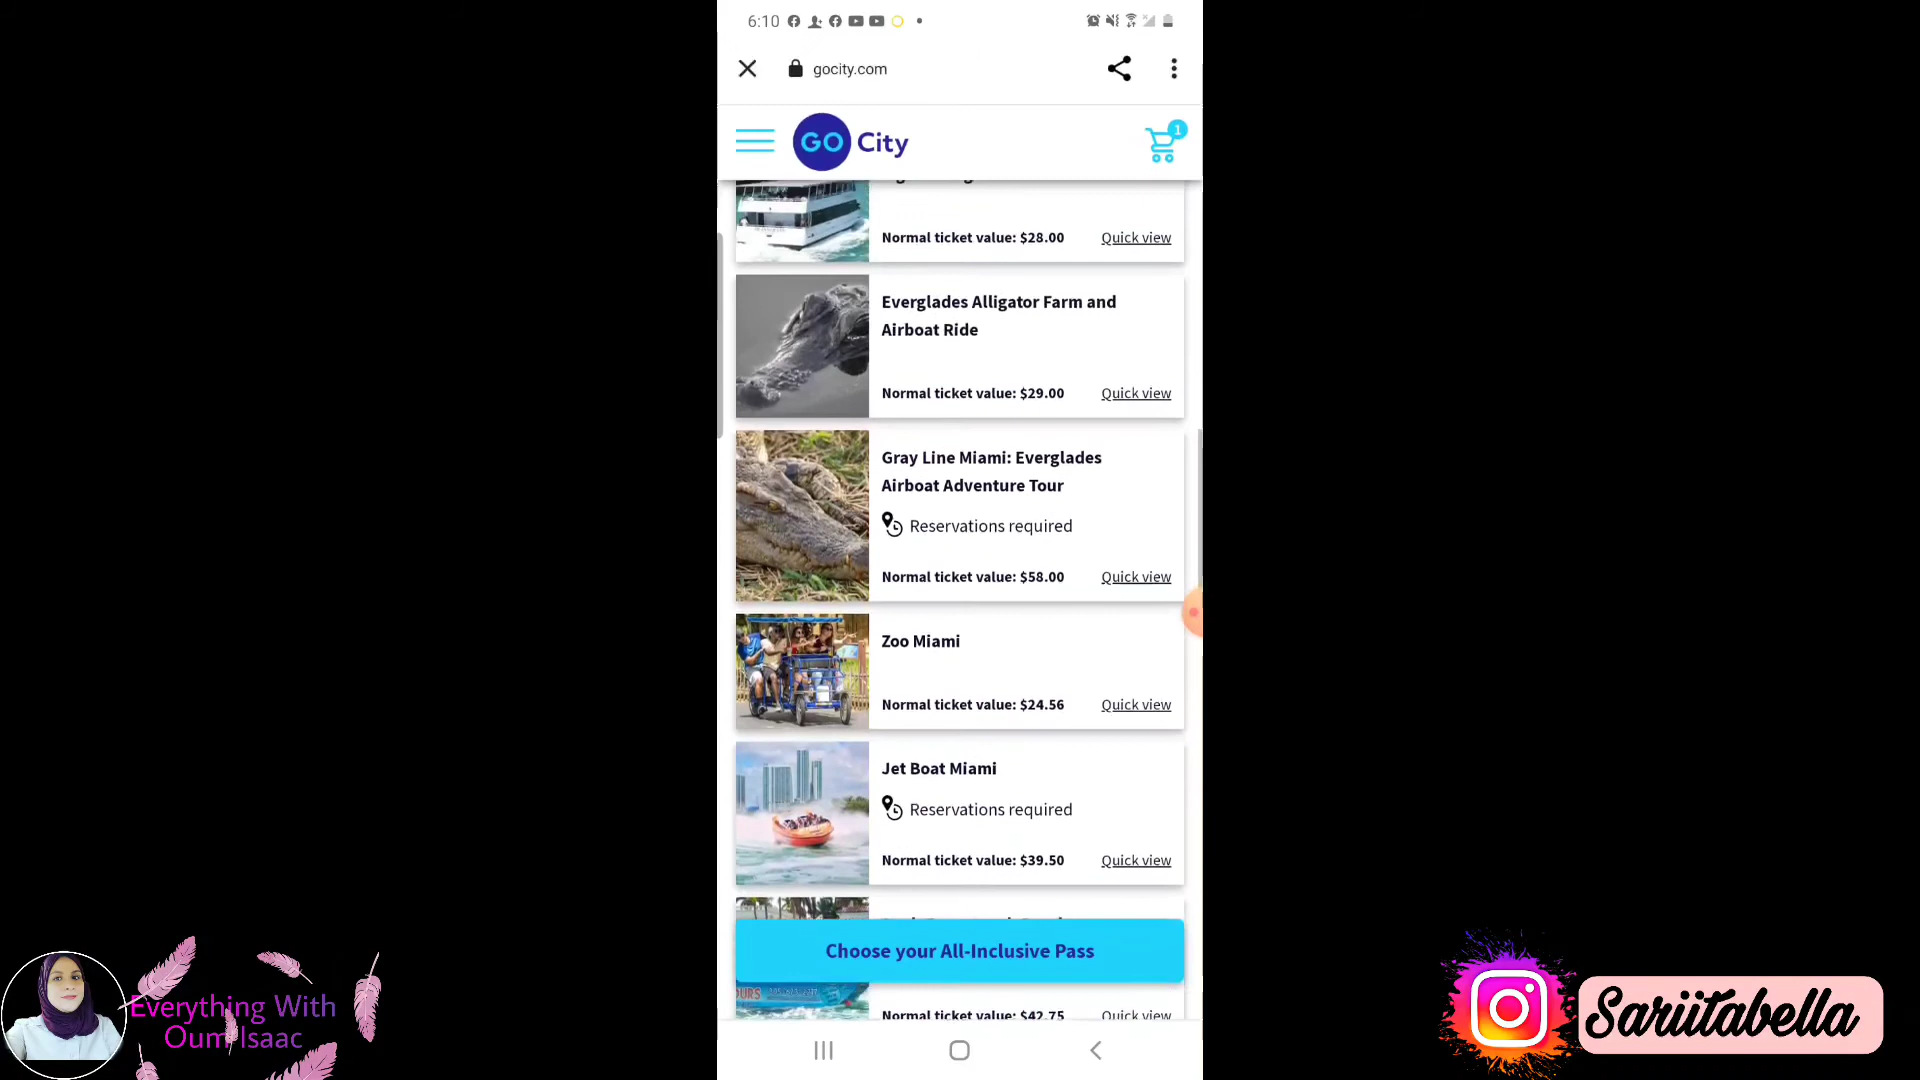 6:10
gocity.com
GO City
1
Normal ticket value: $28.00 Quick view
Everglades Alligator Farm and
Airboat Ride
Normal ticket value: $29.00 Quick view
Gray Line Miami: Everglades
Airboat Adventure Tour
Reservations required
Normal ticket value: $58.00 Quick view
Zoo Miami
Normal ticket value: $24.56 Quick view
Jet Boat Miami
Reservations required
Normal ticket value: $39.50 Quick view
Choose your All-Inclusive Pass
Normal ticket value: $42.75 Quick view
Everything With
Oum Isaac
Sariitabella